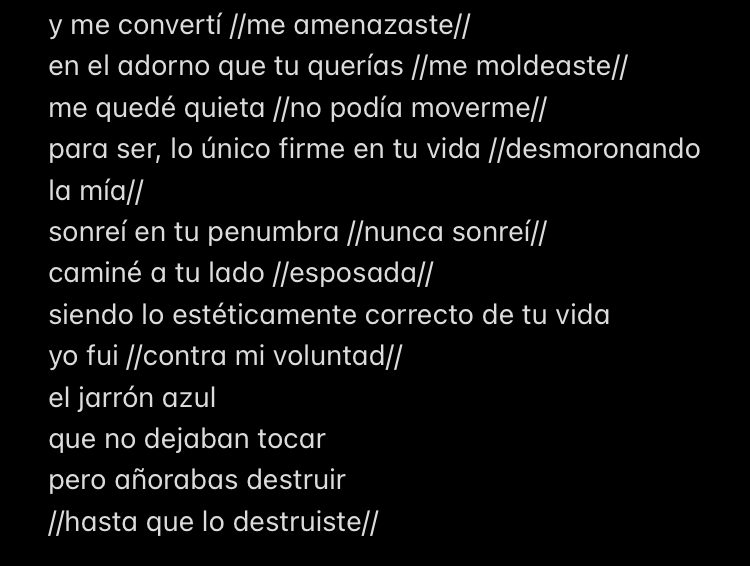 y me convertí //me amenazaste//
en el adorno que tu querías //me moldeaste//
me quedé quieta //no podía moverme//
para ser, lo único firme en tu vida //desmoronando
la mía//
sonreí en tu penumbra //nunca sonreí//
caminé a tu lado //esposada//
siendo lo estéticamente correcto de tu vida
yo fui //contra mi voluntad//
el jarrón azul
que no dejaban tocar
pero añorabas destruir
//hasta que lo destruiste//